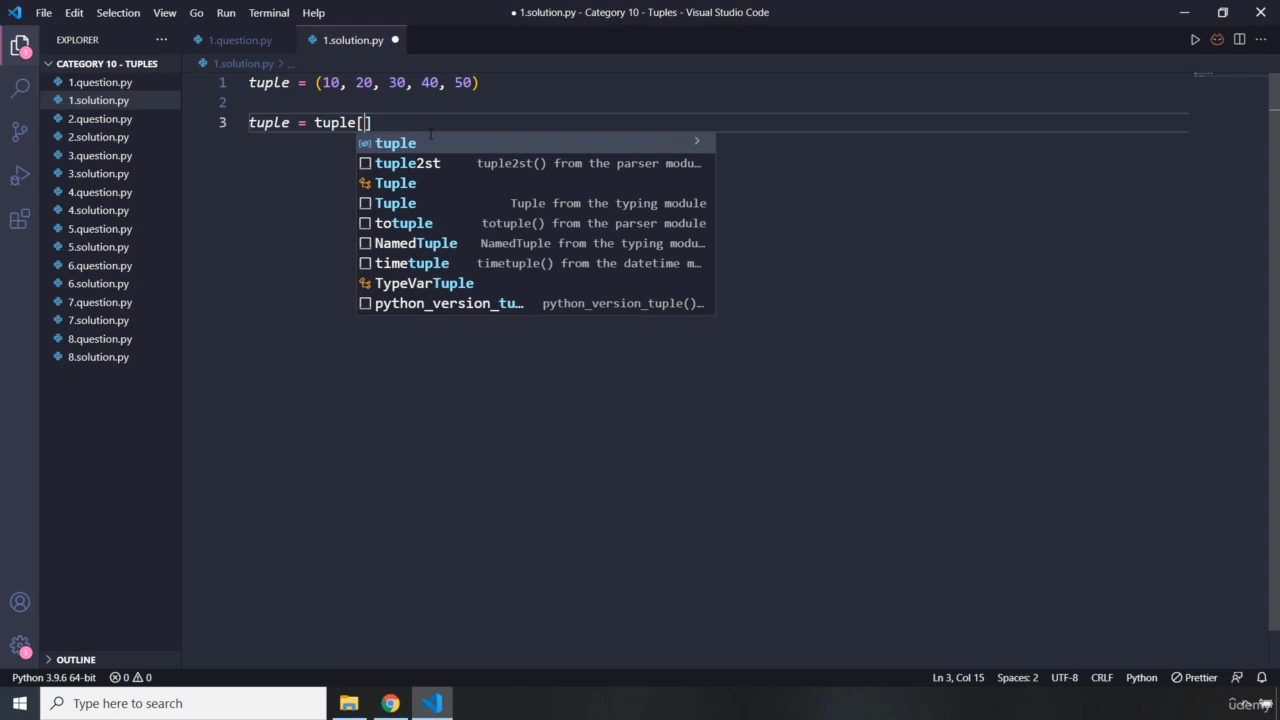 File Edit Selection View Go Run Terminal Help
● 1.solution.py - Category 10 - Tuples - Visual Studio Code
EXPLORER
1.question.py
1.solution.py
CATEGORY 10 - TUPLES
1.solution.py > ...
1.question.py
1.solution.py
2.question.py
2.solution.py
3.question.py
3.solution.py
4.question.py
4.solution.py
5.question.py
5.solution.py
6.question.py
6.solution.py
7.question.py
7.solution.py
8.question.py
8.solution.py
1 tuple = (10, 20, 30, 40, 50)
2
3 tuple = tuple[]
tuple
tuple2st tuple2st() from the parser modu…
Tuple
Tuple Tuple from the typing module
totuple totuple() from the parser module
NamedTuple NamedTuple from the typing modu…
timetuple timetuple() from the datetime m…
TypeVarTuple
python_version_tu… python_version_tuple()…
OUTLINE
Python 3.9.6 64-bit 0 0 Ln 3, Col 15 Spaces: 2 UTF-8 CRLF Python Prettier
Type here to search
1
1